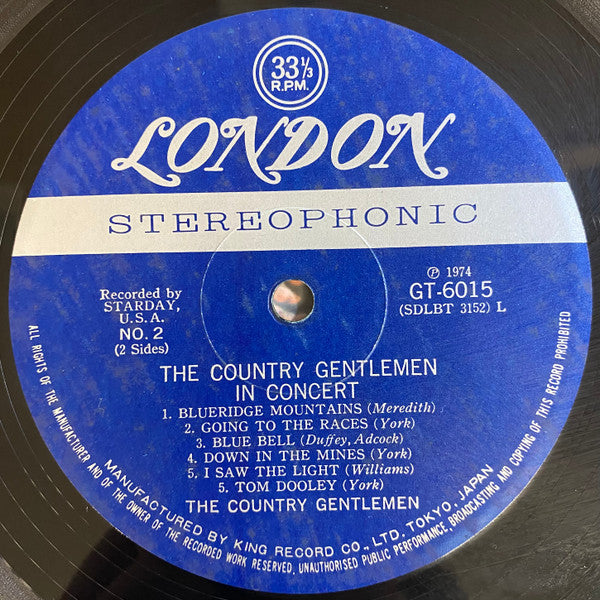 33⅓
R.P.M.
LONDON
STEREOPHONIC
Recorded by
STARDAY,
U.S.A.
NO. 2
(2 Sides)
℗ 1974
GT-6015
(SDLBT 3152) L
THE COUNTRY GENTLEMEN
IN CONCERT
1. BLUERIDGE MOUNTAINS (Meredith)
2. GOING TO THE RACES (York)
3. BLUE BELL (Duffey, Adcock)
4. DOWN IN THE MINES (York)
5. I SAW THE LIGHT (Williams)
5. TOM DOOLEY (York)
THE COUNTRY GENTLEMEN
MANUFACTURED BY KING RECORD CO., LTD. TOKYO, JAPAN
ALL RIGHTS OF THE MANUFACTURER AND OF THE OWNER OF THE RECORDED WORK RESERVED, UNAUTHORISED PUBLIC PERFORMANCE, BROADCASTING AND COPYING OF THIS RECORD PROHIBITED